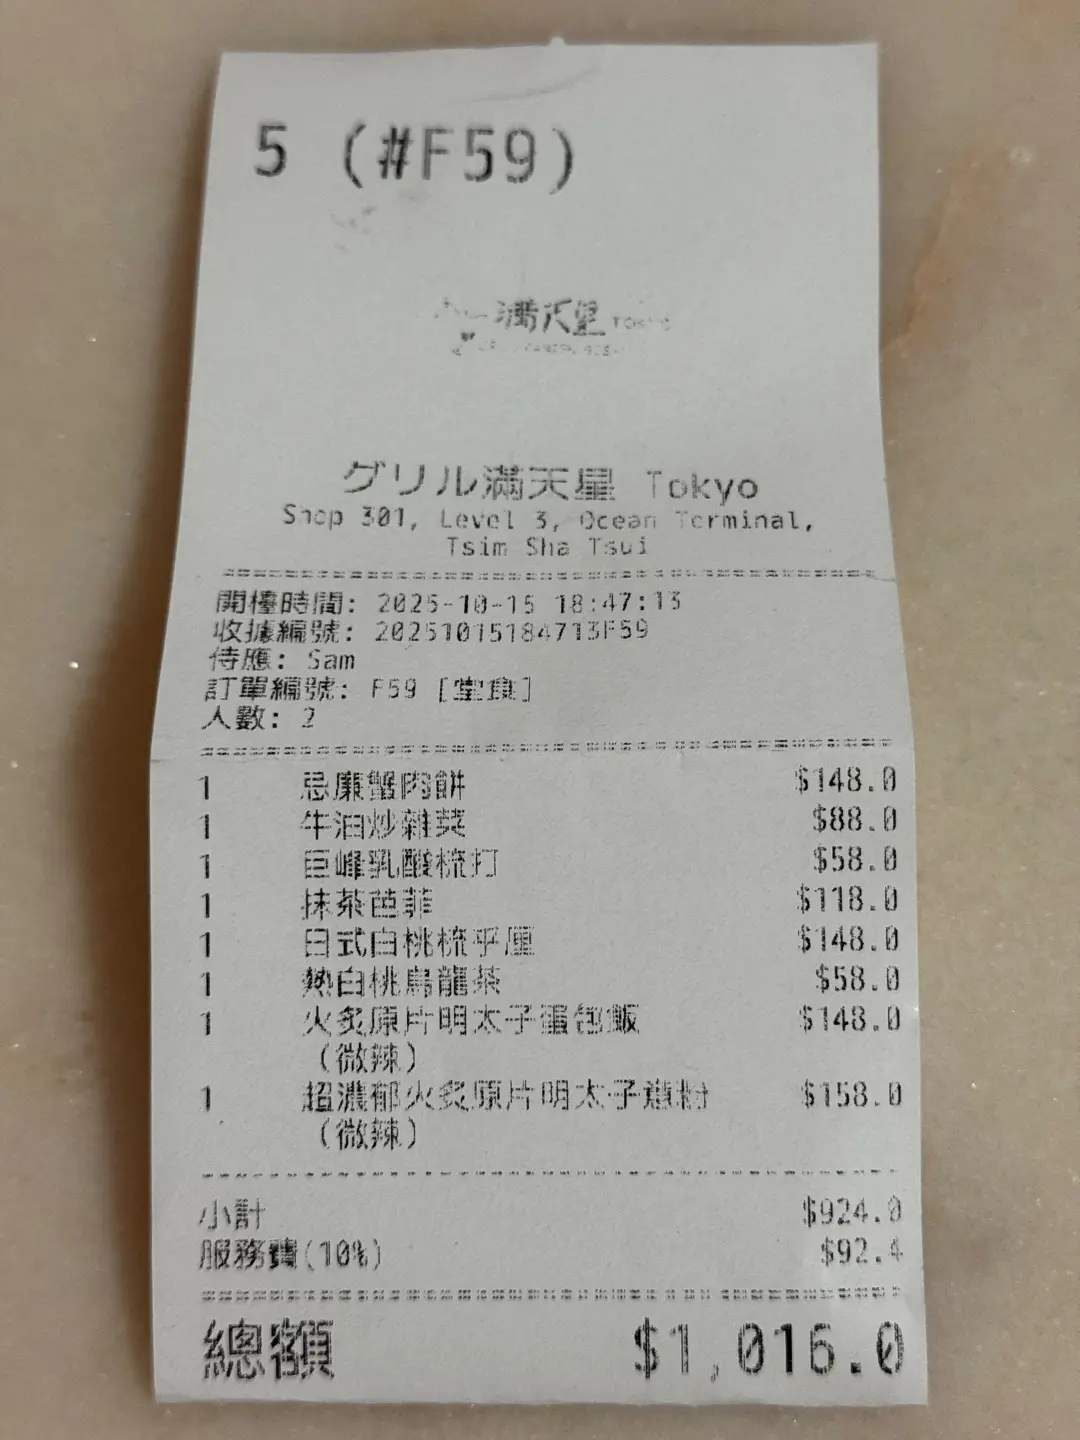 5 (#F59)
満天星 TOKYO
グリル満天星 Tokyo
Shop 301, Level 3, Ocean Terminal,
Tsim Sha Tsui
開檯時間: 2025-10-15 18:47:13
收據編號: 20251015184713F59
侍應: Sam
訂單編號: F59 [堂食]
人數: 2
1 忌廉蟹肉餅 $148.0
1 牛油炒雜菜 $88.0
1 巨峰乳酸梳打 $58.0
1 抹茶芭菲 $118.0
1 日式白桃梳乎厘 $148.0
1 熱白桃烏龍茶 $58.0
1 火炙原片明太子蛋包飯 $148.0
(微辣)
1 超濃郁火炙原片明太子意粉 $158.0
(微辣)
小計 $924.0
服務費(10%) $92.4
總額 $1,016.0